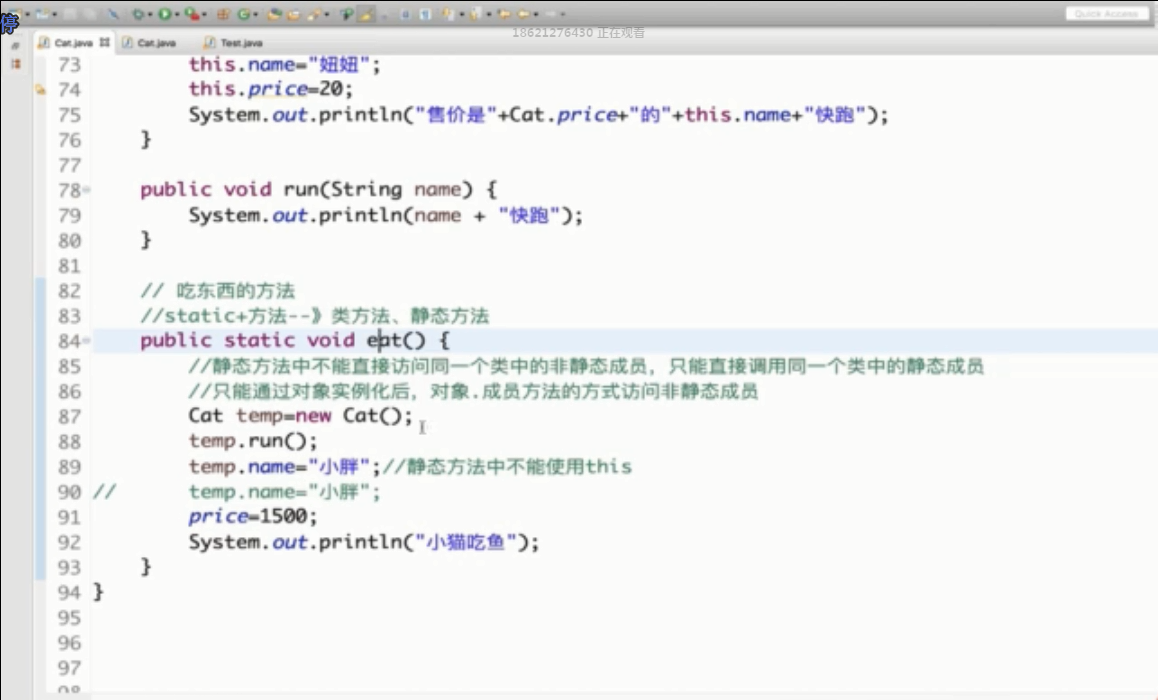 停
Quick Access
18621276430 正在观看
Cat.java Cat.java Test.java
73 this.name="妞妞";
74 this.price=20;
75 System.out.println("售价是"+Cat.price+"的"+this.name+"快跑");
76 }
77
78 public void run(String name) {
79 System.out.println(name + "快跑");
80 }
81
82 // 吃东西的方法
83 //static+方法--》类方法、静态方法
84 public static void eat() {
85 //静态方法中不能直接访问同一个类中的非静态成员，只能直接调用同一个类中的静态成员
86 //只能通过对象实例化后，对象.成员方法的方式访问非静态成员
87 Cat temp=new Cat();
88 temp.run();
89 temp.name="小胖";//静态方法中不能使用this
90 // temp.name="小胖";
91 price=1500;
92 System.out.println("小猫吃鱼");
93 }
94 }
95
96
97
98